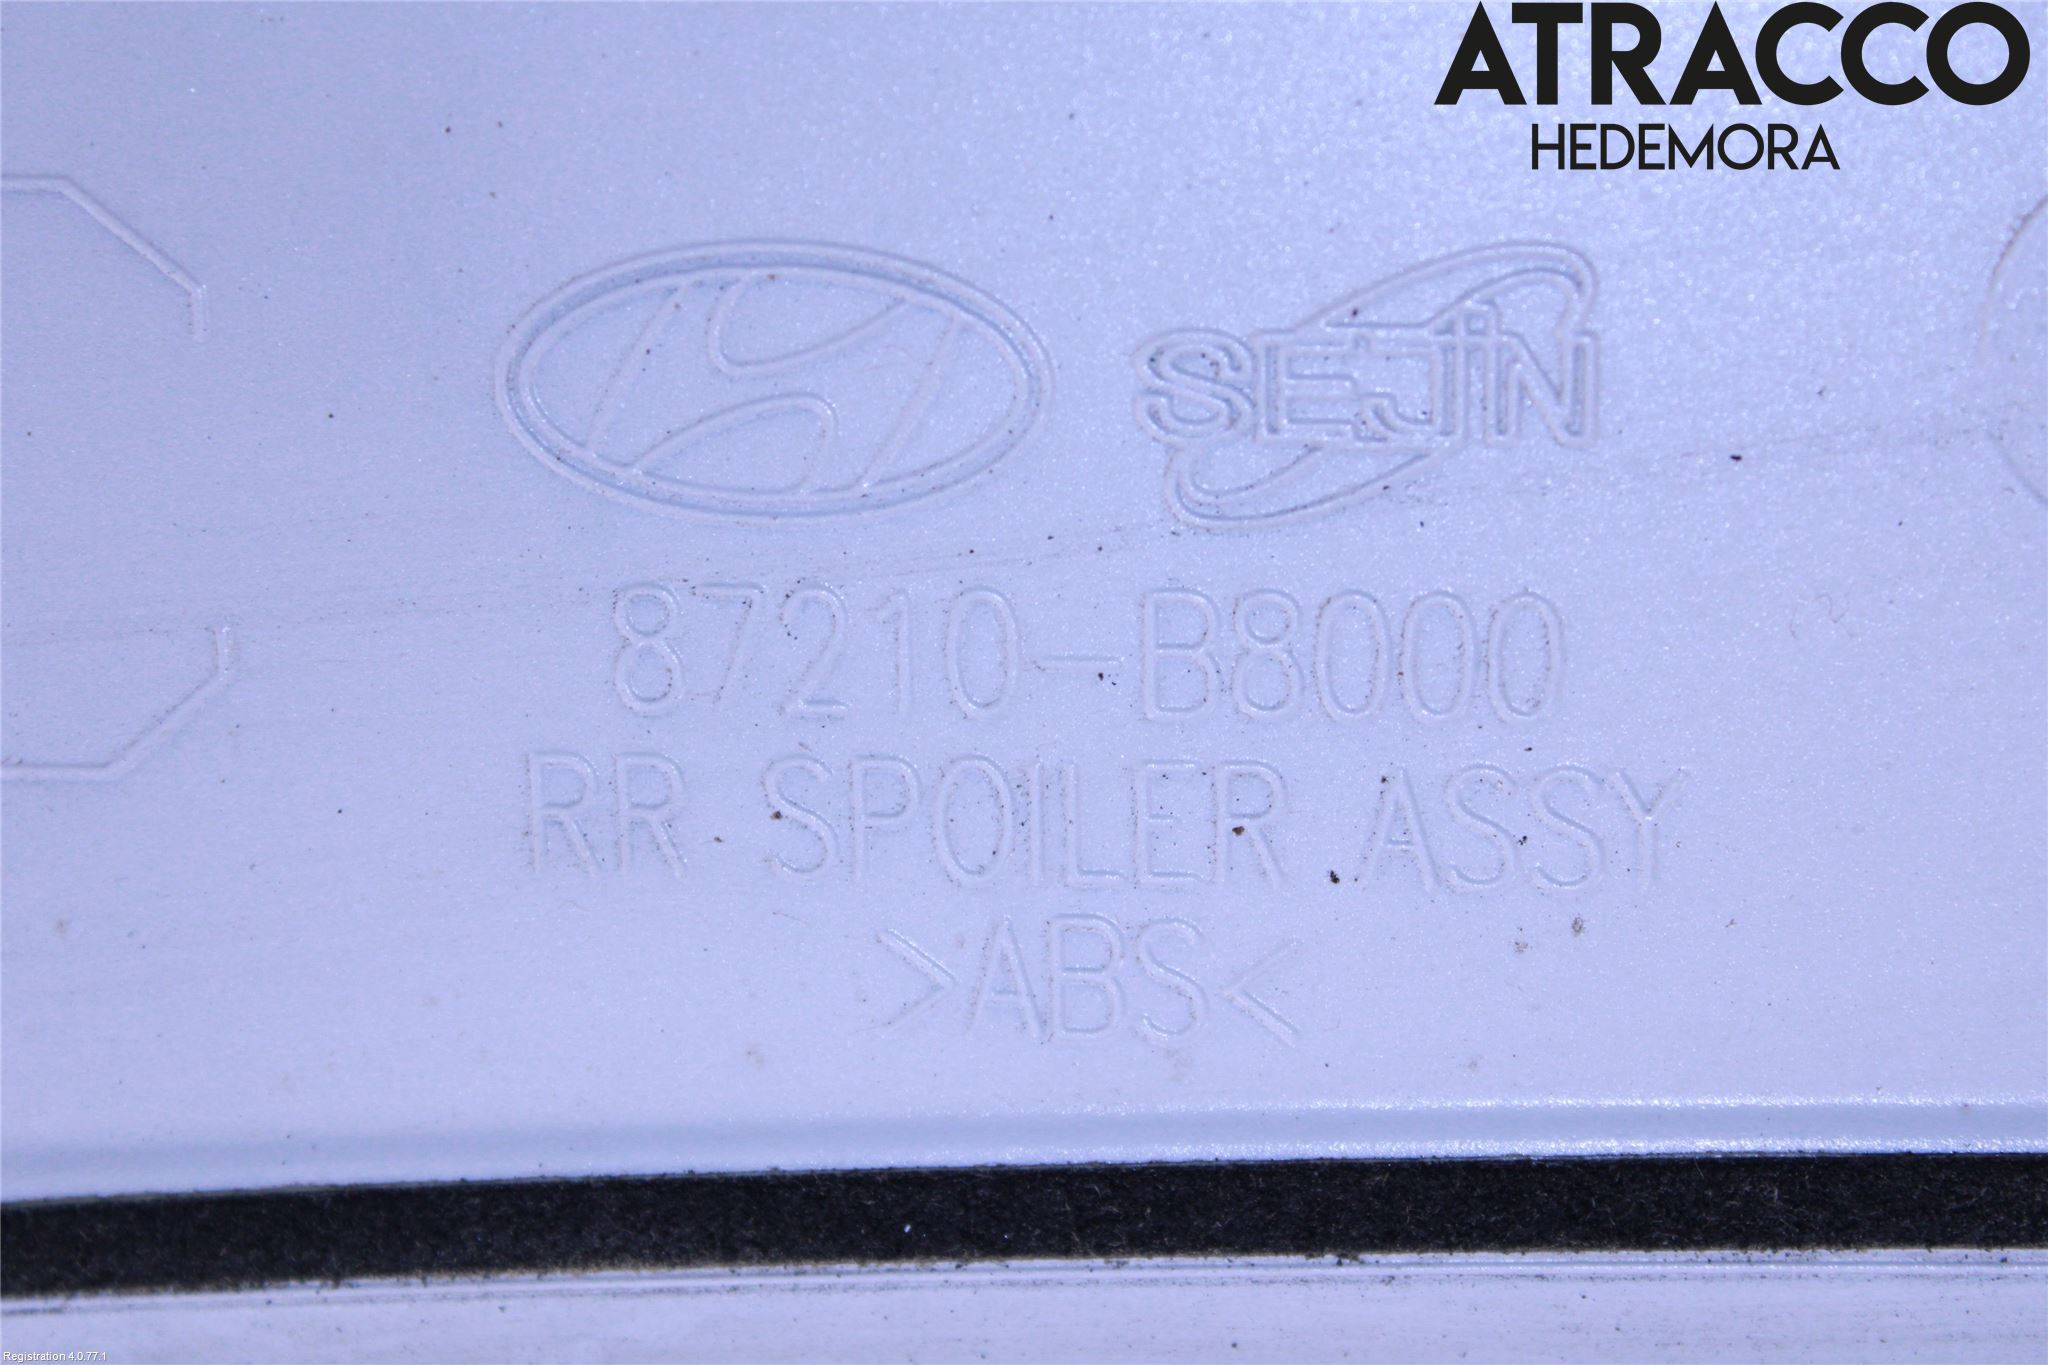 ATRACCO
HEDEMORA
SEJIN
87210-B8000
RR SPOILER ASSY
>ABS<
Registration 4.0.77.1